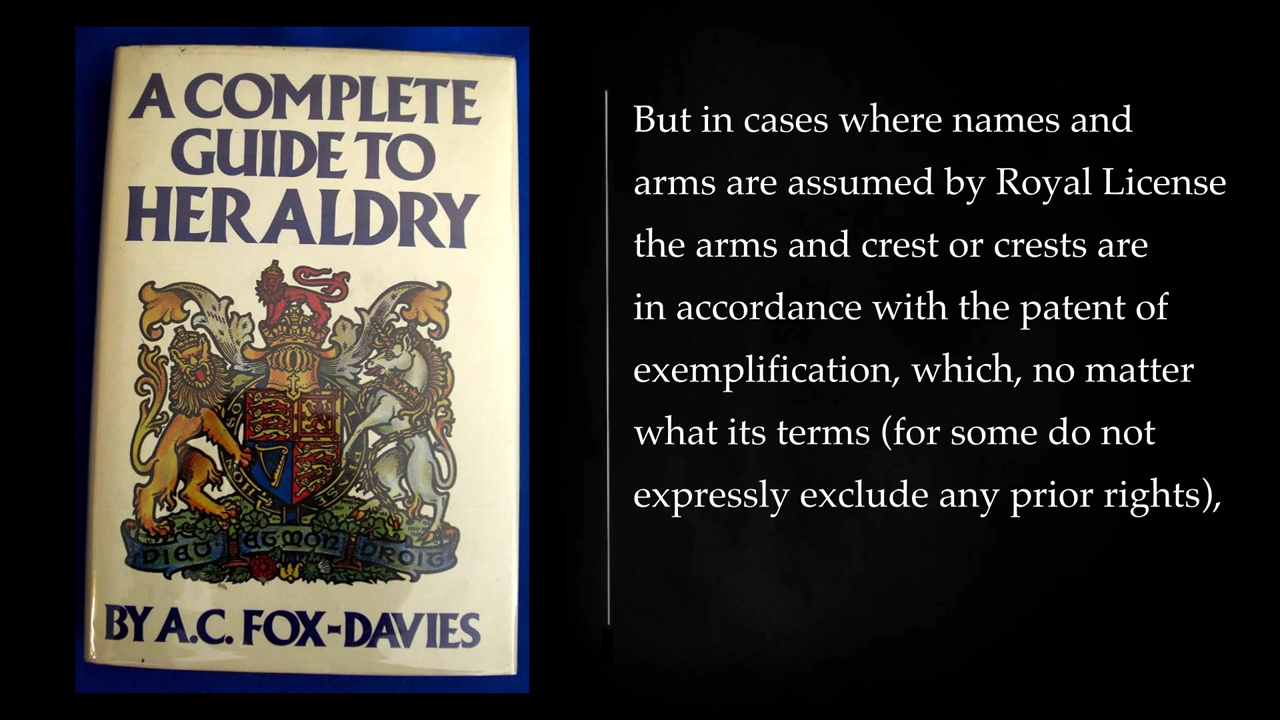 A COMPLETE
GUIDE TO
HERALDRY
DIEU ET MON DROIT
BY A.C. FOX-DAVIES
But in cases where names and
arms are assumed by Royal License
the arms and crest or crests are
in accordance with the patent of
exemplification, which, no matter
what its terms (for some do not
expressly exclude any prior rights),